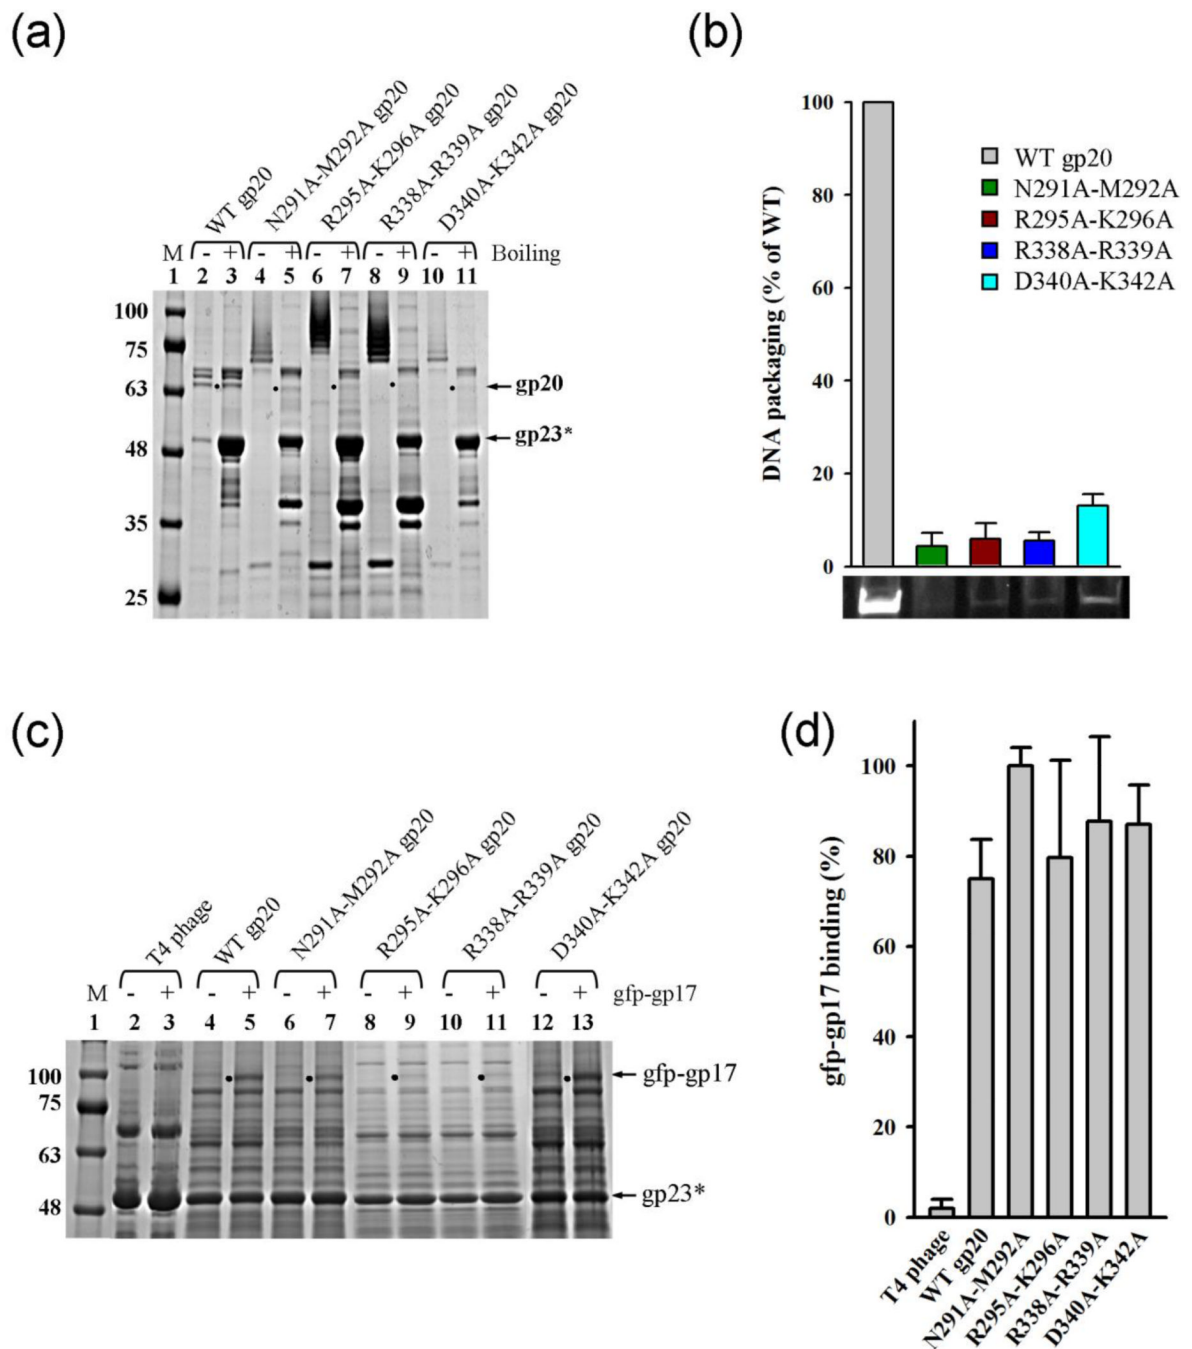 (a)
WT gp20
N291A-M292A gp20
R295A-K296A gp20
R338A-R339A gp20
D340A-K342A gp20
M - + - + - + - + - + Boiling
1 2 3 4 5 6 7 8 9 10 11
100
75
63
48
35
25
gp20
gp23*
(b)
DNA packaging (% of WT)
100
80
60
40
20
0
WT gp20
N291A-M292A
R295A-K296A
R338A-R339A
D340A-K342A
(c)
T4 phage
WT gp20
N291A-M292A gp20
R295A-K296A gp20
R338A-R339A gp20
D340A-K342A gp20
M - + - + - + - + - + - + gfp-gp17
1 2 3 4 5 6 7 8 9 10 11 12 13
100
75
63
48
gfp-gp17
gp23*
(d)
gfp-gp17 binding (%)
100
80
60
40
20
0
T4 phage
WT gp20
N291A-M292A
R295A-K296A
R338A-R339A
D340A-K342A